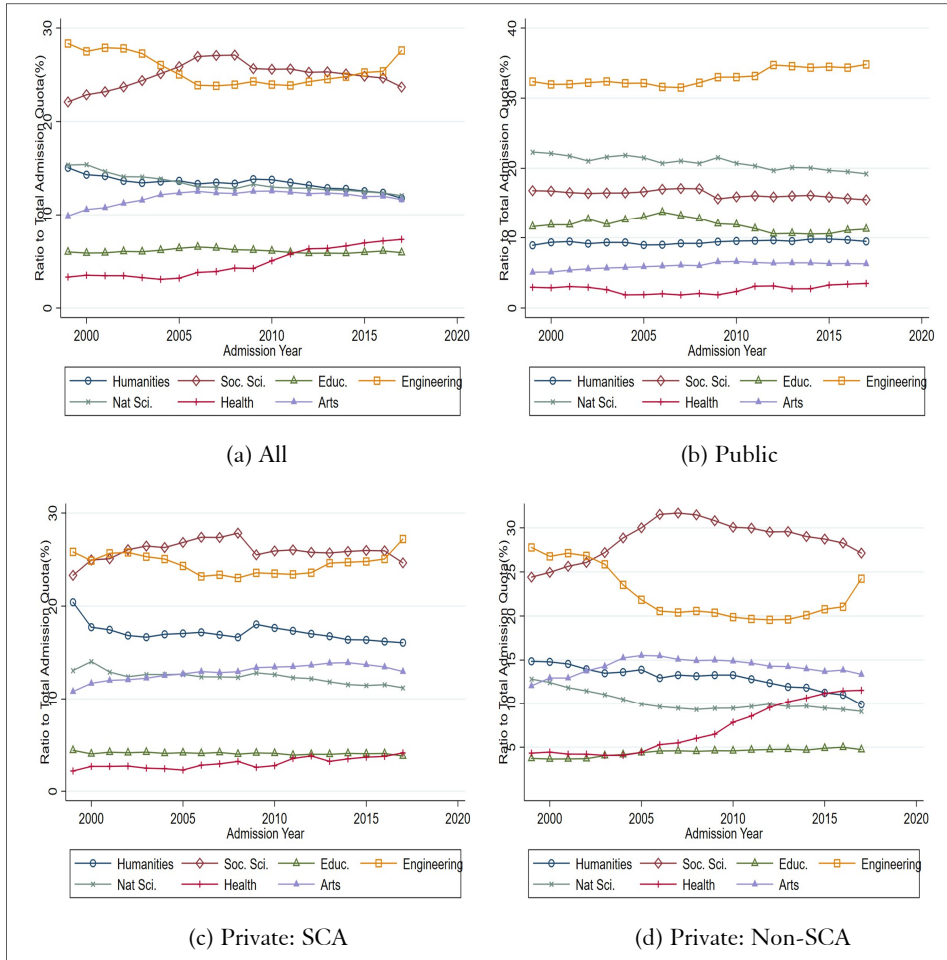 Ratio to Total Admission Quota(%)
30
20
10
0
2000 2005 2010 2015 2020
Admission Year
Humanities Soc. Sci. Educ. Engineering
Nat Sci. Health Arts
(a) All
Ratio to Total Admission Quota(%)
40
30
20
10
0
2000 2005 2010 2015 2020
Admission Year
Humanities Soc. Sci. Educ. Engineering
Nat Sci. Health Arts
(b) Public
Ratio to Total Admission Quota(%)
30
20
10
0
2000 2005 2010 2015 2020
Admission Year
Humanities Soc. Sci. Educ. Engineering
Nat Sci. Health Arts
(c) Private: SCA
Ratio to Total Admission Quota(%)
30
25
20
15
10
5
2000 2005 2010 2015 2020
Admission Year
Humanities Soc. Sci. Educ. Engineering
Nat Sci. Health Arts
(d) Private: Non-SCA